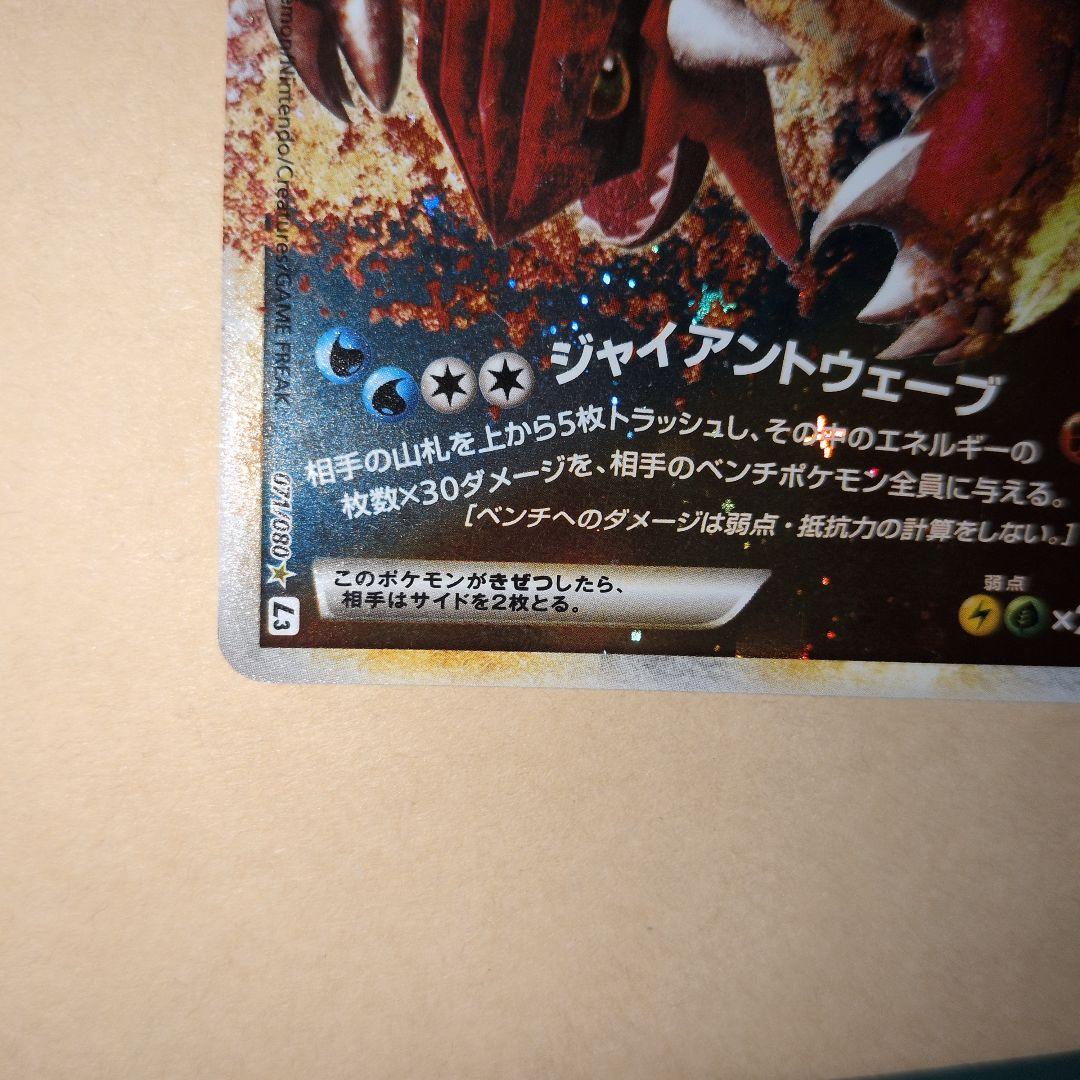 ジャイアントウェーブ
相手の山札を上から5枚トラッシュし、その中のエネルギーの
枚数×30ダメージを、相手のベンチポケモン全員に与える。
[ベンチへのダメージは弱点・抵抗力の計算をしない。]
このポケモンがきぜつしたら、
相手はサイドを2枚とる。
弱点
Nintendo/Creatures/GAME FREAK.
071/080
L3